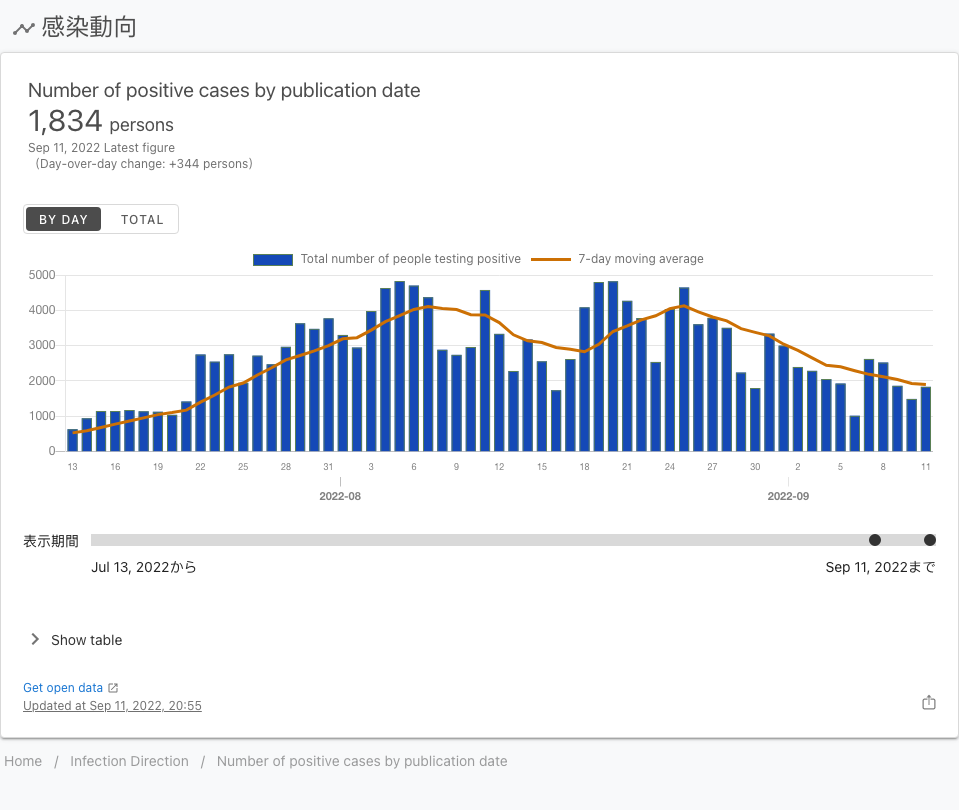 感染動向
Number of positive cases by publication date
1,834 persons
Sep 11, 2022 Latest figure
（Day-over-day change: +344 persons）
BY DAY TOTAL
Total number of people testing positive 7-day moving average
5000
4000
3000
2000
1000
0
13 16 19 22 25 28 31 3 6 9 12 15 18 21 24 27 30 2 5 8 11
2022-08 2022-09
表示期間
Jul 13, 2022から Sep 11, 2022まで
Show table
Get open data
Updated at Sep 11, 2022, 20:55
Home / Infection Direction / Number of positive cases by publication date